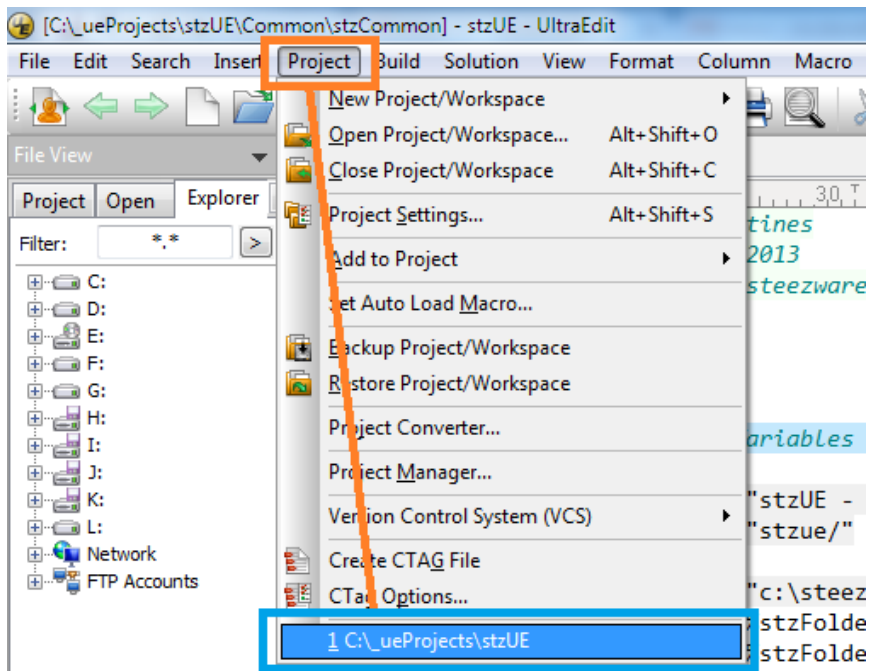 [C:\_ueProjects\stzUE\Common\stzCommon] - stzUE - UltraEdit
File Edit Search Insert Project Build Solution View Format Column Macro
New Project/Workspace
Open Project/Workspace... Alt+Shift+O
Close Project/Workspace Alt+Shift+C
Project Settings... Alt+Shift+S
Add to Project
Set Auto Load Macro...
Backup Project/Workspace
Restore Project/Workspace
Project Converter...
Project Manager...
Version Control System (VCS)
Create CTAG File
CTag Options...
1 C:\_ueProjects\stzUE
File View
Project Open Explorer
Filter: *.* >
C:
D:
E:
F:
G:
H:
I:
J:
K:
L:
Network
FTP Accounts
30
tines
2013
steezware
ariables
"stzUE -
"stzue/"
"c:\steez
stzFolde
stzFolde